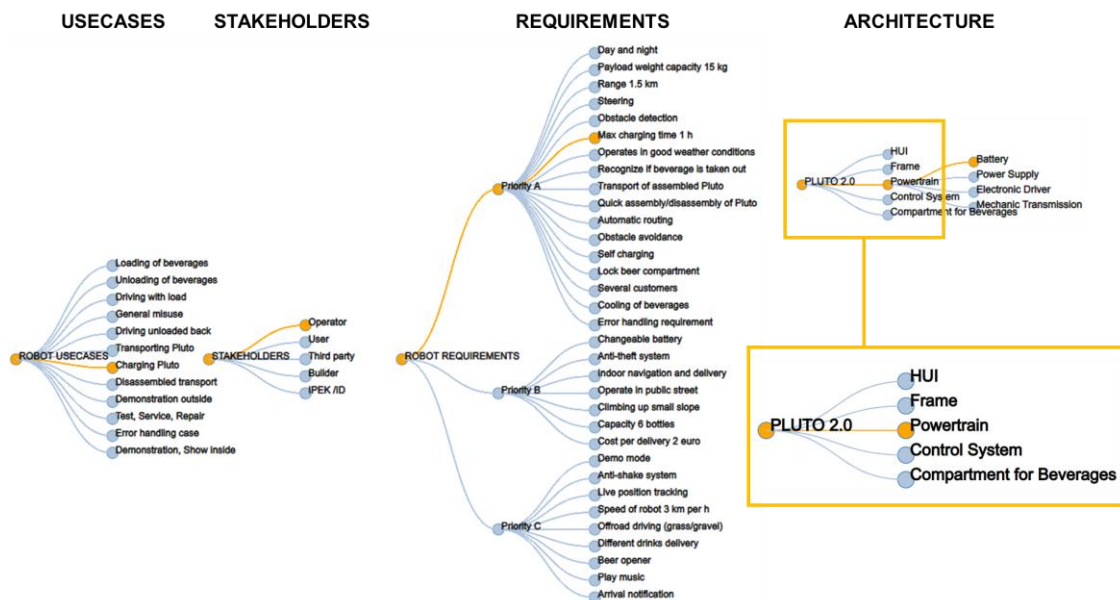 USECASES
STAKEHOLDERS
REQUIREMENTS
ARCHITECTURE
ROBOT USECASES
Loading of beverages
Unloading of beverages
Driving with load
General misuse
Driving unloaded back
Transporting Pluto
Charging Pluto
Disassembled transport
Demonstration outside
Test, Service, Repair
Error handling case
Demonstration, Show inside
STAKEHOLDERS
Operator
User
Third party
Builder
IPEK /ID
ROBOT REQUIREMENTS
Priority A
Day and night
Payload weight capacity 15 kg
Range 1.5 km
Steering
Obstacle detection
Max charging time 1 h
Operates in good weather conditions
Recognize if beverage is taken out
Transport of assembled Pluto
Quick assembly/disassembly of Pluto
Automatic routing
Obstacle avoidance
Self charging
Lock beer compartment
Several customers
Cooling of beverages
Error handling requirement
Priority B
Changeable battery
Anti-theft system
Indoor navigation and delivery
Operate in public street
Climbing up small slope
Capacity 6 bottles
Cost per delivery 2 euro
Priority C
Demo mode
Anti-shake system
Live position tracking
Speed of robot 3 km per h
Offroad driving (grass/gravel)
Different drinks delivery
Beer opener
Play music
Arrival notification
PLUTO 2.0
HUI
Frame
Powertrain
Control System
Compartment for Beverages
Battery
Power Supply
Electronic Driver
Mechanic Transmission
PLUTO 2.0
HUI
Frame
Powertrain
Control System
Compartment for Beverages